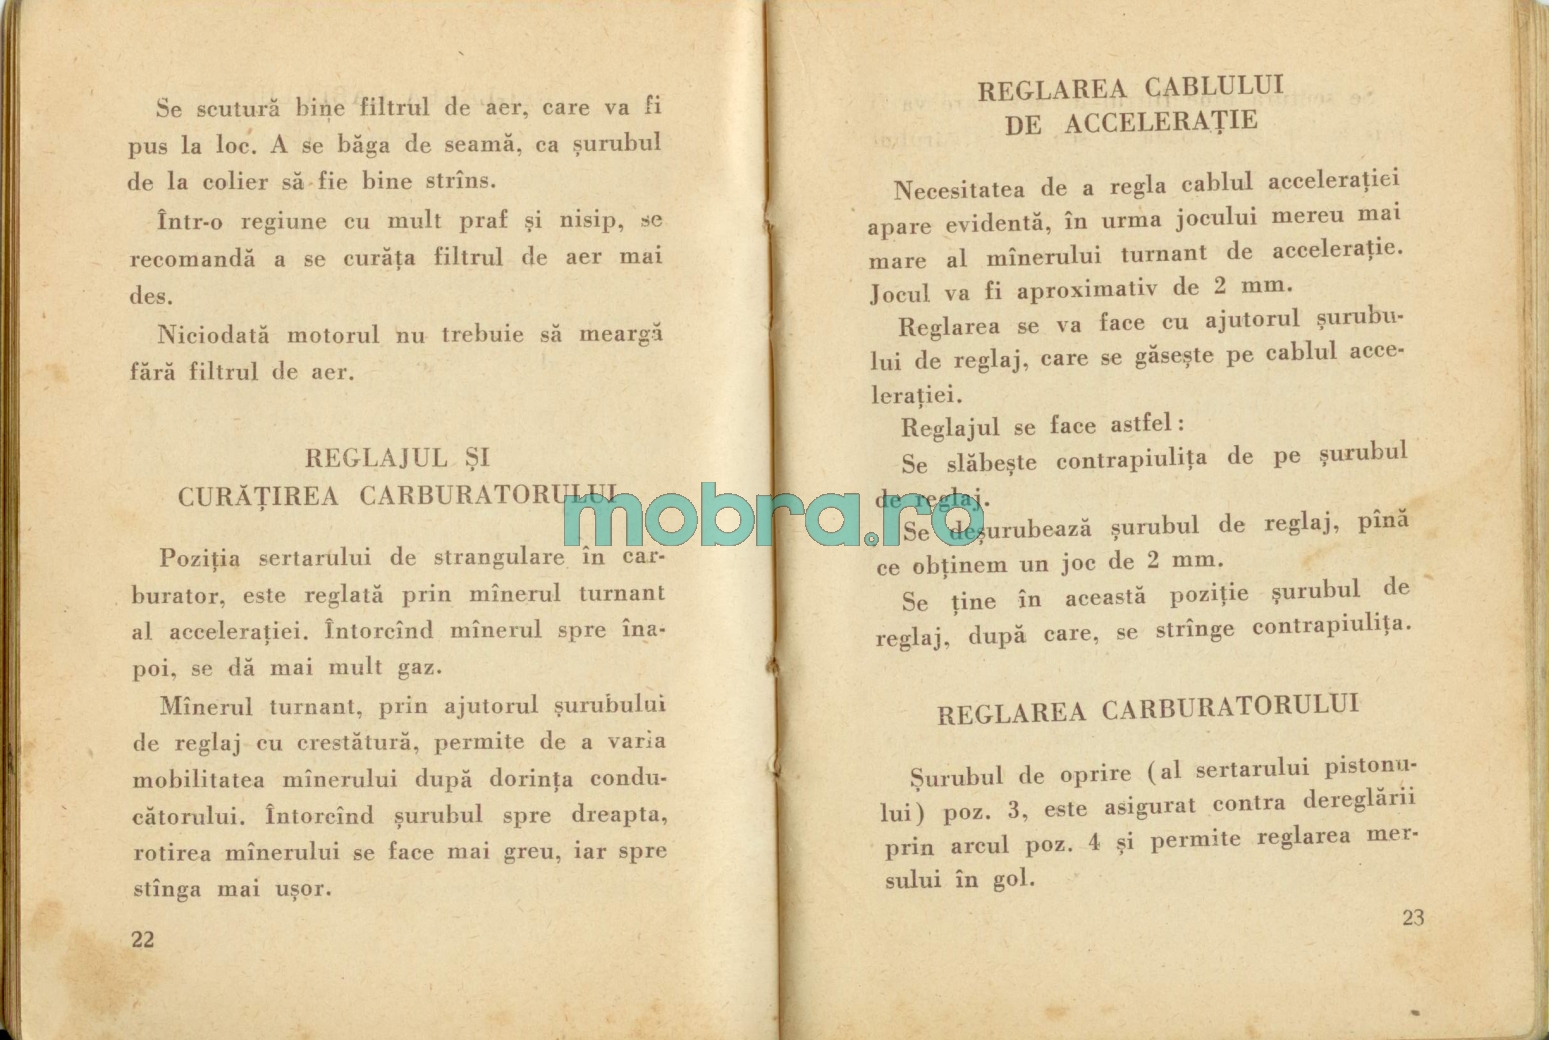 Se scutură bine filtrul de aer, care va fi
pus la loc. A se băga de seamă, ca șurubul
de la colier să fie bine strîns.
Într-o regiune cu mult praf și nisip, se
recomandă a se curăța filtrul de aer mai
des.
Niciodată motorul nu trebuie să meargă
fără filtrul de aer.
REGLAJUL ȘI
CURĂȚIREA CARBURATORULUI
Poziția sertarului de strangulare în car-
burator, este reglată prin mînerul turnant
al accelerației. Întorcînd mînerul spre îna-
poi, se dă mai mult gaz.
Mînerul turnant, prin ajutorul șurubului
de reglaj cu crestătură, permite de a varia
mobilitatea mînerului după dorința condu-
cătorului. Întorcînd șurubul spre dreapta,
rotirea mînerului se face mai greu, iar spre
stînga mai ușor.
22
REGLAREA CABLULUI
DE ACCELERAȚIE
Necesitatea de a regla cablul accelerației
apare evidentă, în urma jocului mereu mai
mare al mînerului turnant de accelerație.
Jocul va fi aproximativ de 2 mm.
Reglarea se va face cu ajutorul șurubu-
lui de reglaj, care se găsește pe cablul acce-
lerației.
Reglajul se face astfel :
Se slăbește contrapiulița de pe șurubul
de reglaj.
Se deșurubează șurubul de reglaj, pînă
ce obținem un joc de 2 mm.
Se ține în această poziție șurubul de
reglaj, după care, se strînge contrapiulița.
REGLAREA CARBURATORULUI
Șurubul de oprire (al sertarului pistonu-
lui) poz. 3, este asigurat contra dereglării
prin arcul poz. 4 și permite reglarea mer-
sului în gol.
23
mobra.ro